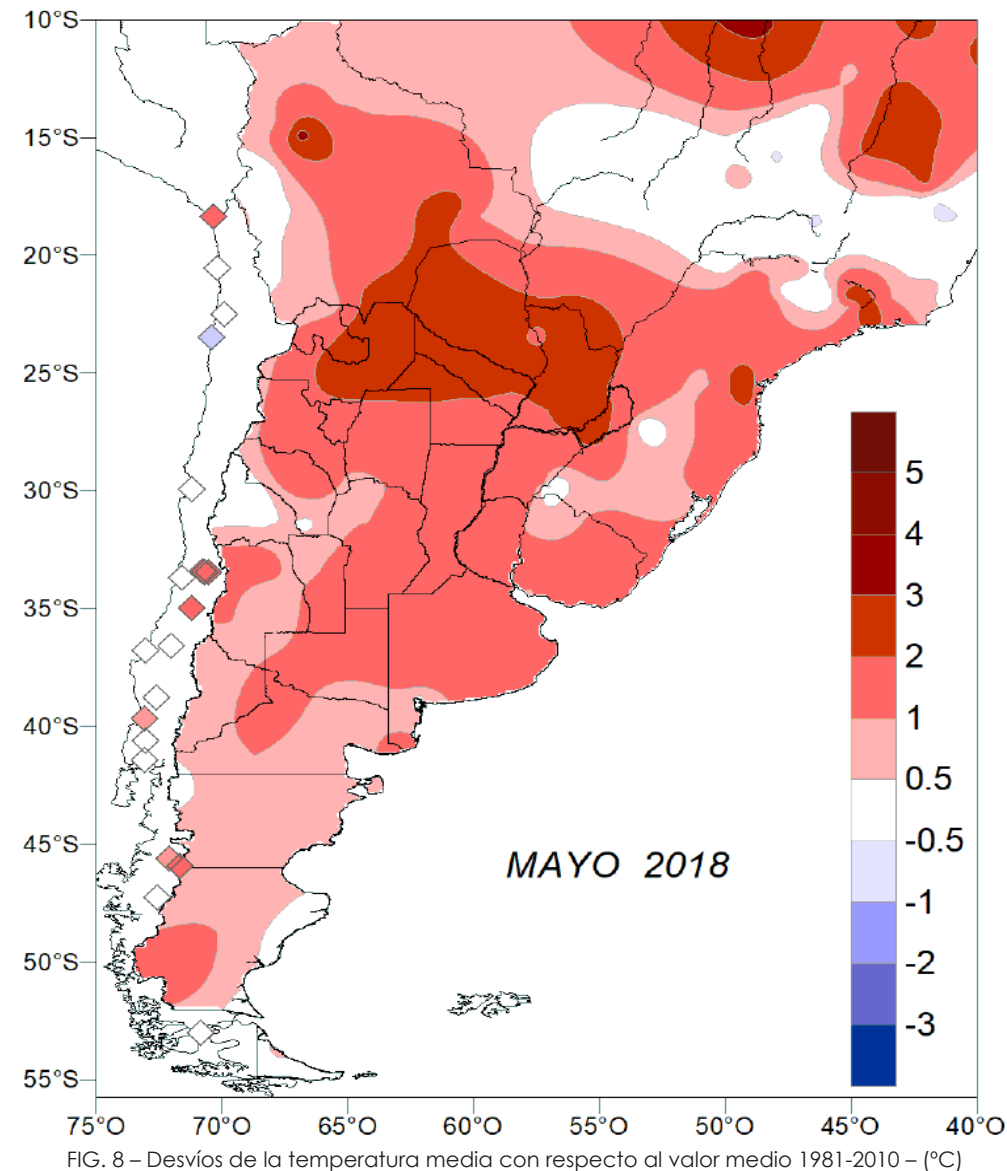 10°S
15°S
20°S
25°S
30°S
35°S
40°S
45°S
50°S
55°S
5
4
3
2
1
0.5
-0.5
-1
-2
-3
MAYO 2018
75°O 70°O 65°O 60°O 55°O 50°O 45°O 40°O
FIG. 8 – Desvíos de la temperatura media con respecto al valor medio 1981-2010 – (ºC)